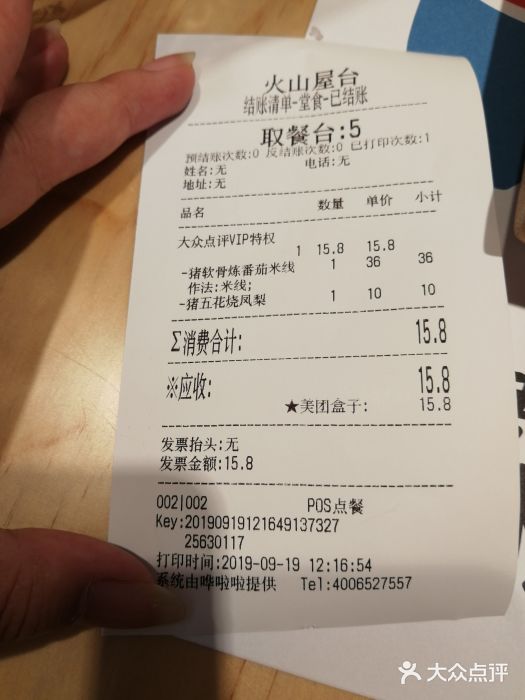 火山屋台
结账清单-堂食-已结账
取餐台:5
预结账次数:0 反结账次数:0 已打印次数:1
姓名:无 电话:无
地址:无
品名 数量 单价 小计
大众点评VIP特权
1 15.8 15.8
-猪软骨炼番茄米线 1 36 36
作法:米线;
-猪五花烧凤梨 1 10 10
Σ消费合计: 15.8
※应收: 15.8
★美团盒子: 15.8
发票抬头:无
发票金额:15.8
002|002 POS点餐
Key:20190919121649137327
25630117
打印时间:2019-09-19 12:16:54
系统由哗啦啦提供 Tel:4006527557
大众点评